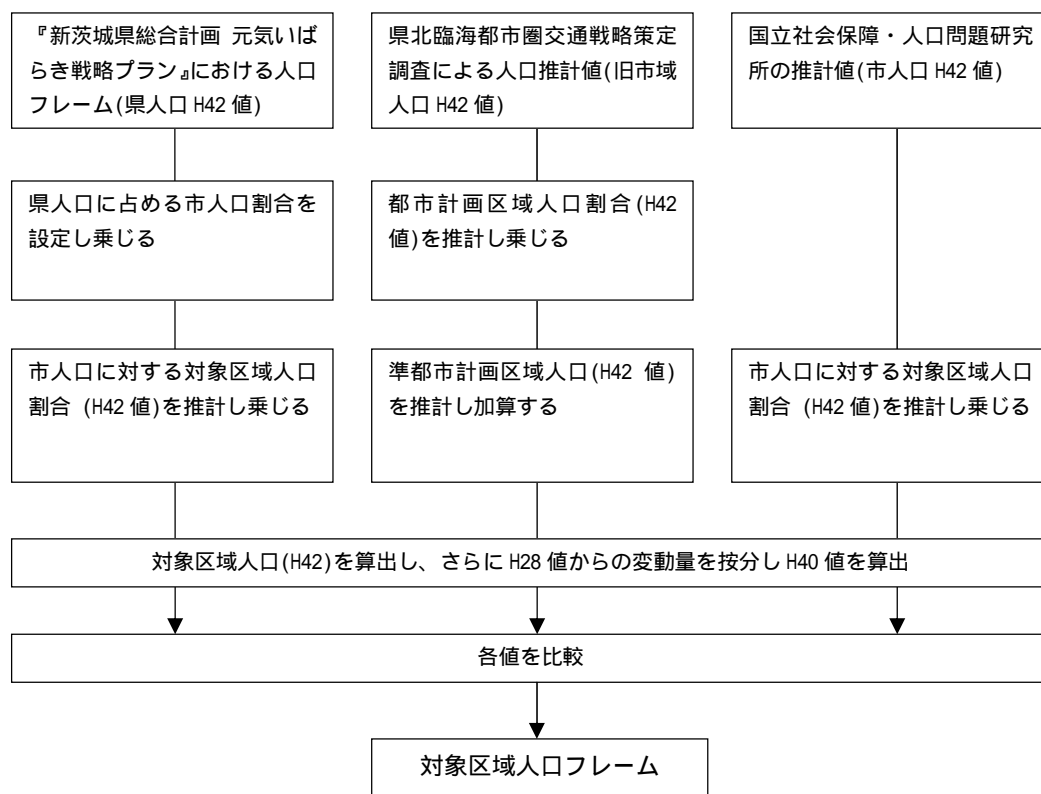 『新茨城県総合計画 元気いば
らき戦略プラン』における人口
フレーム(県人口 H42 値)
県北臨海都市圏交通戦略策定
調査による人口推計値(旧市域
人口 H42 値)
国立社会保障・人口問題研究
所の推計値(市人口 H42 値)
県人口に占める市人口割合を
設定し乗じる
都市計画区域人口割合(H42
値)を推計し乗じる
市人口に対する対象区域人口
割合 (H42 値)を推計し乗じる
準都市計画区域人口(H42 値)
を推計し加算する
市人口に対する対象区域人口
割合 (H42 値)を推計し乗じる
対象区域人口(H42)を算出し、さらに H28 値からの変動量を按分し H40 値を算出
各値を比較
対象区域人口フレーム